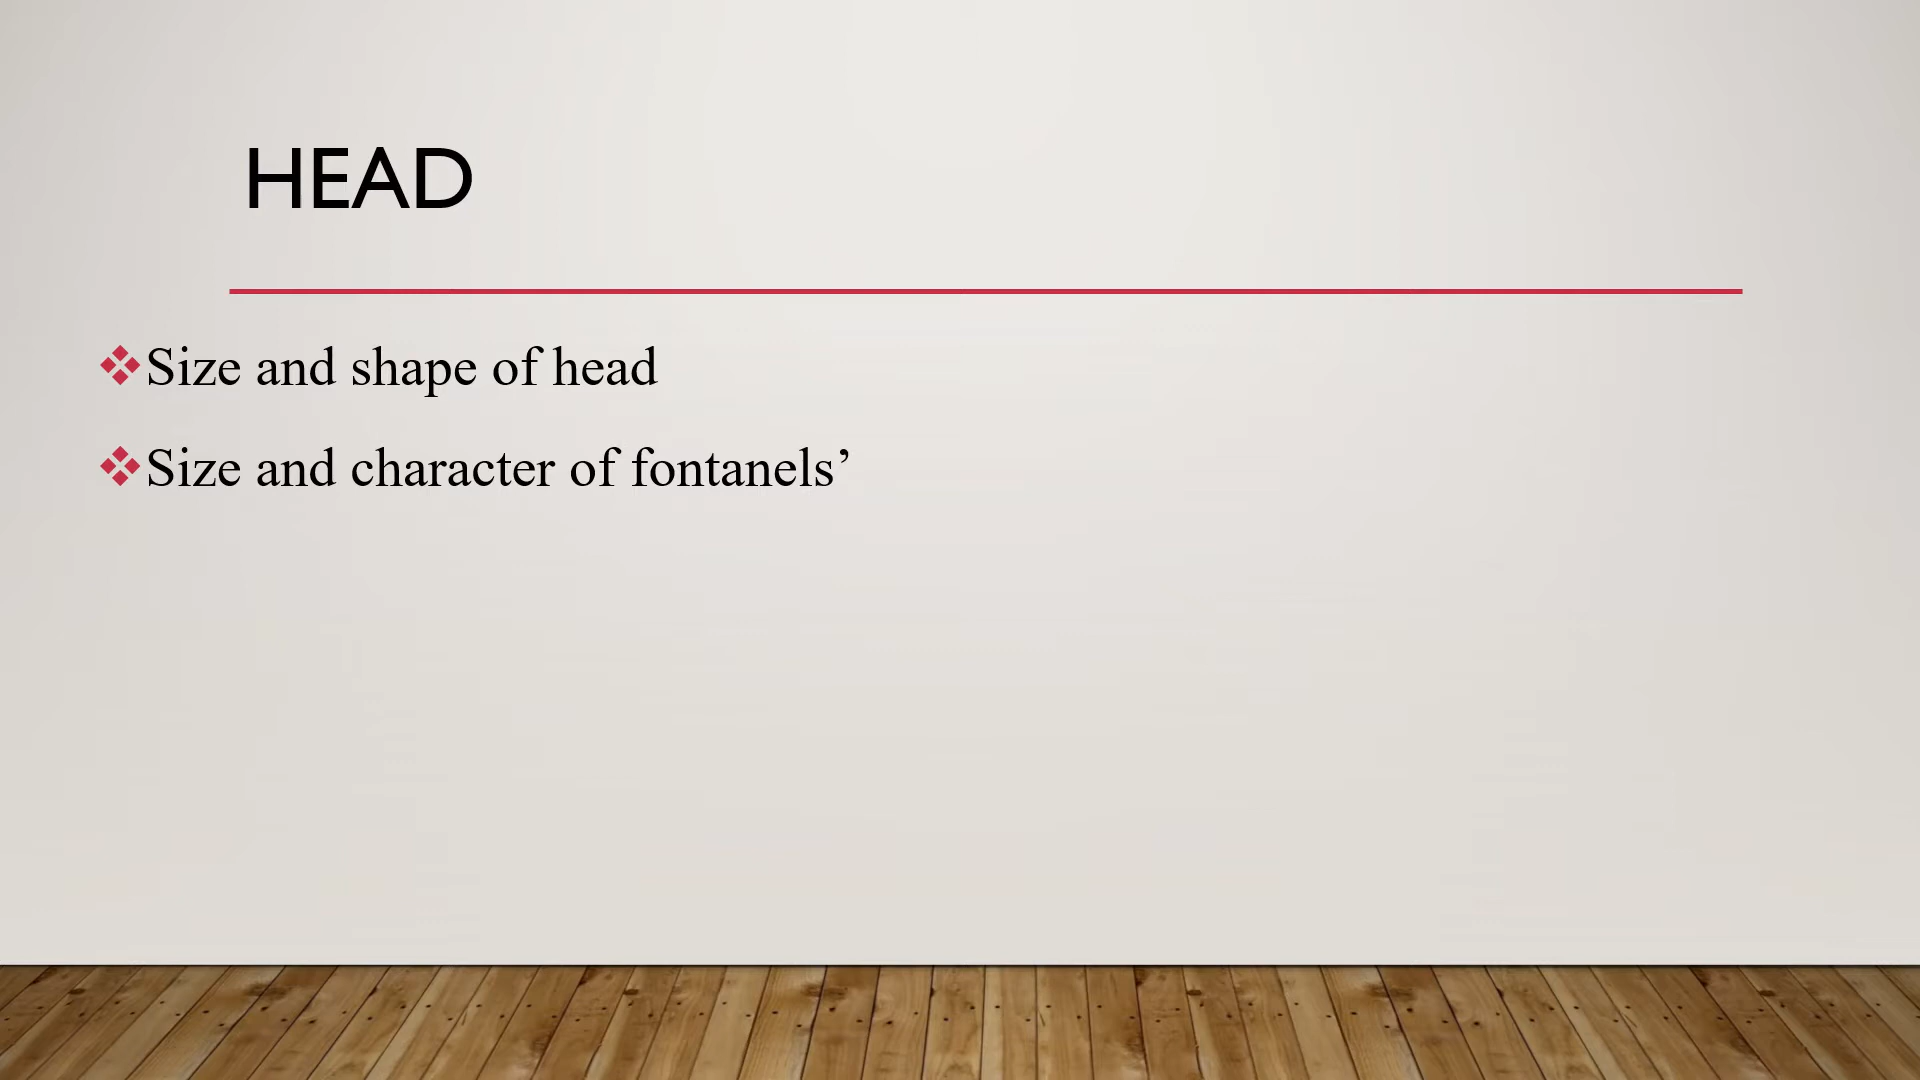 HEAD
❖Size and shape of head
❖Size and character of fontanels’